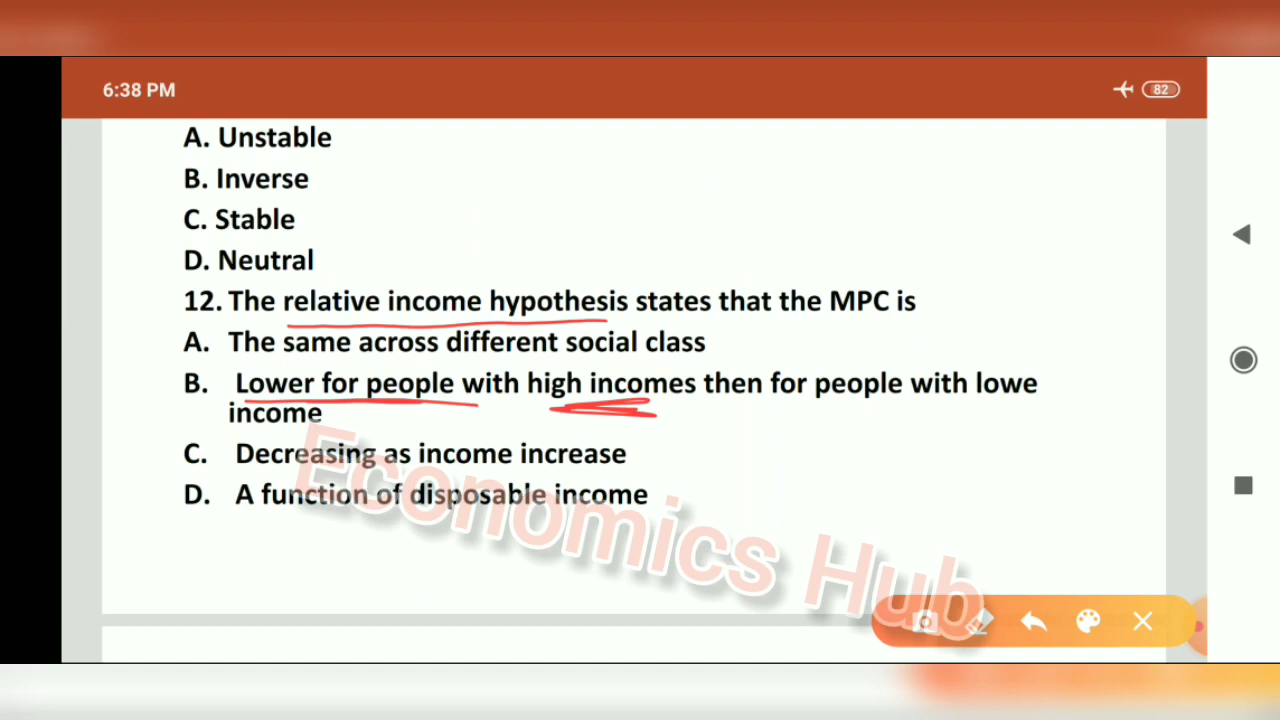 6:38 PM
82
A. Unstable
B. Inverse
C. Stable
D. Neutral
12. The relative income hypothesis states that the MPC is
A. The same across different social class
B. Lower for people with high incomes then for people with lowe
income
C. Decreasing as income increase
D. A function of disposable income
Economics Hub